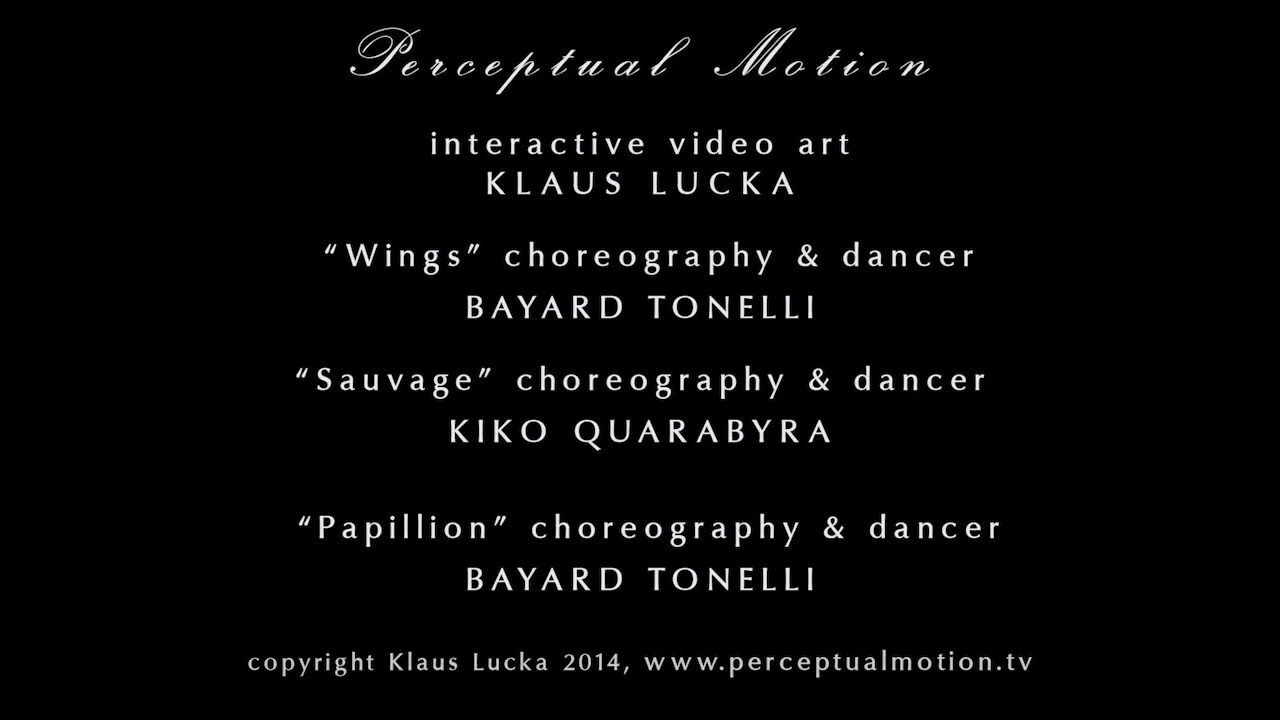 Perceptual Motion
interactive video art
KLAUS LUCKA
“Wings” choreography & dancer
BAYARD TONELLI
“Sauvage” choreography & dancer
KIKO QUARABYRA
“Papillion” choreography & dancer
BAYARD TONELLI
copyright Klaus Lucka 2014, www.perceptualmotion.tv